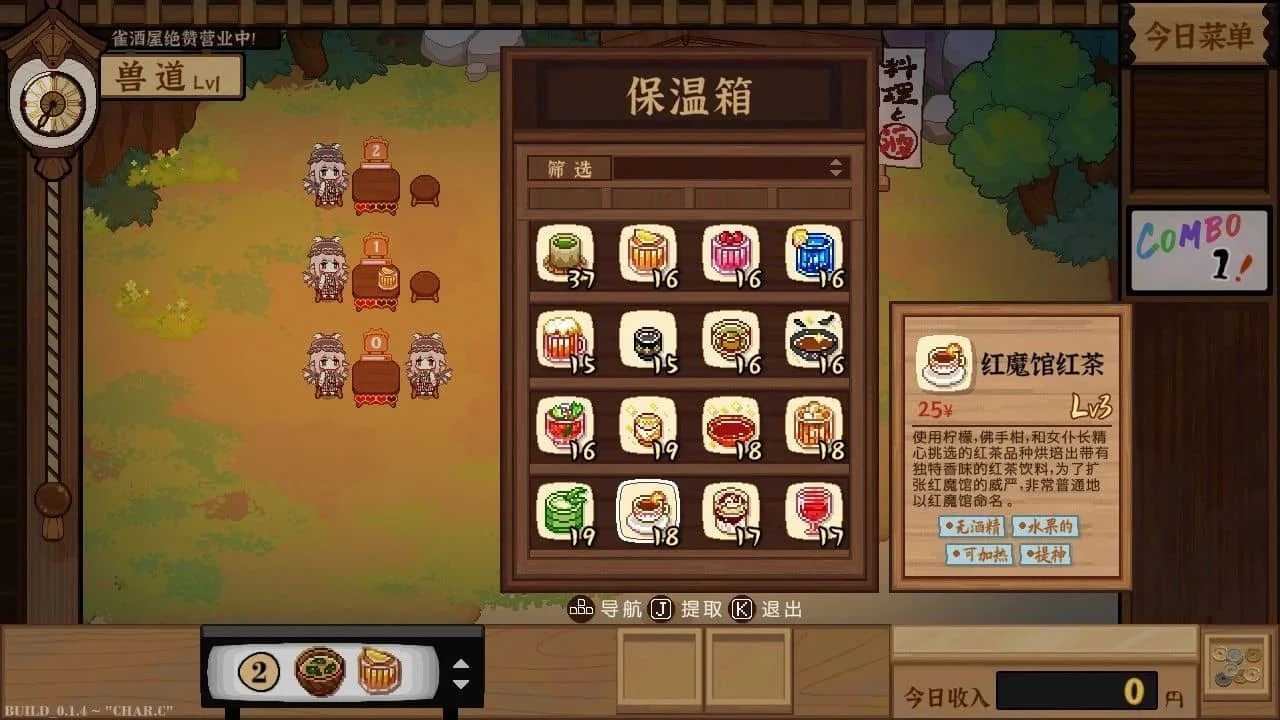 雀酒屋绝赞营业中!
兽道 Lv1
今日菜单
保温箱
筛选
料理と酒
COMBO
1!
2
1
0
37
16
16
16
15
15
16
16
16
19
18
18
19
18
17
17
红魔馆红茶
25¥
Lv3
使用柠檬,佛手柑,和女仆长精
心挑选的红茶品种烘培出带有
独特香味的红茶饮料,为了扩
张红魔馆的威严,非常普通地
以红魔馆命名。
•无酒精 •水果的
•可加热 •提神
导航 J 提取 K 退出
2
今日收入 0 円
BUILD_0.1.4 ~ "CHAR.C"